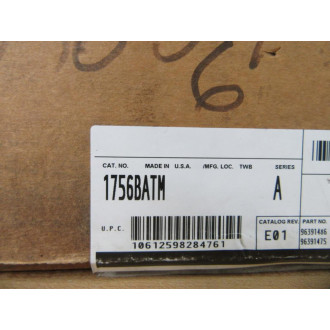 CAT. NO. MADE IN U.S.A. /MFG. LOC. TWB SERIES
1756BATM A
CATALOG REV. PART NO.
U.P.C. E01 96391486
96391475
10612598284761